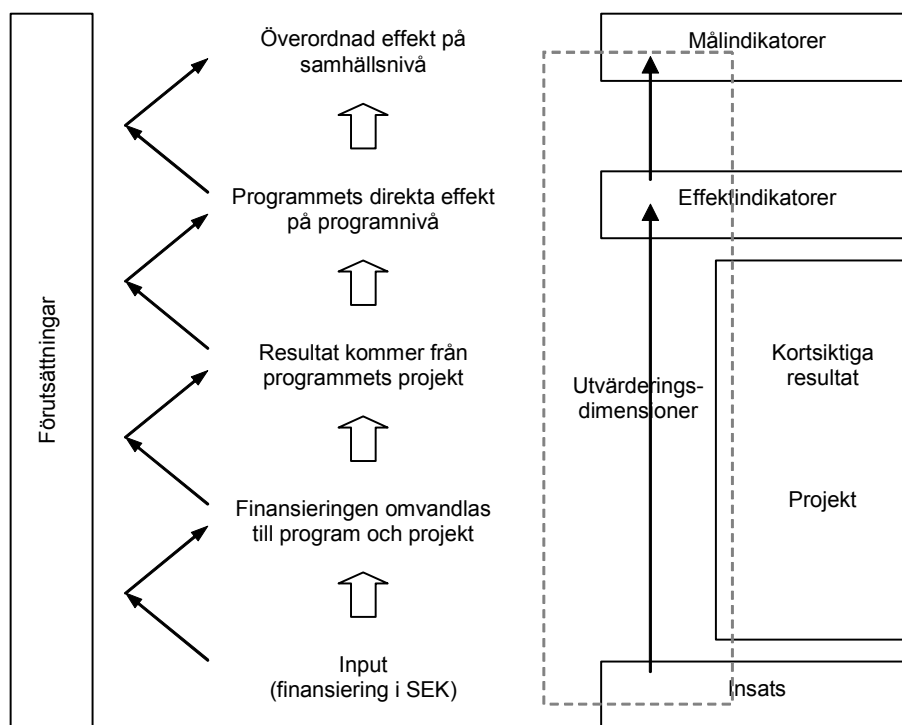 Förutsättningar
Överordnad effekt på
samhällsnivå
Programmets direkta effekt
på programnivå
Resultat kommer från
programmets projekt
Finansieringen omvandlas
till program och projekt
Input
(finansiering i SEK)
Målindikatorer
Effektindikatorer
Utvärderings-
dimensioner
Kortsiktiga
resultat
Projekt
Insats